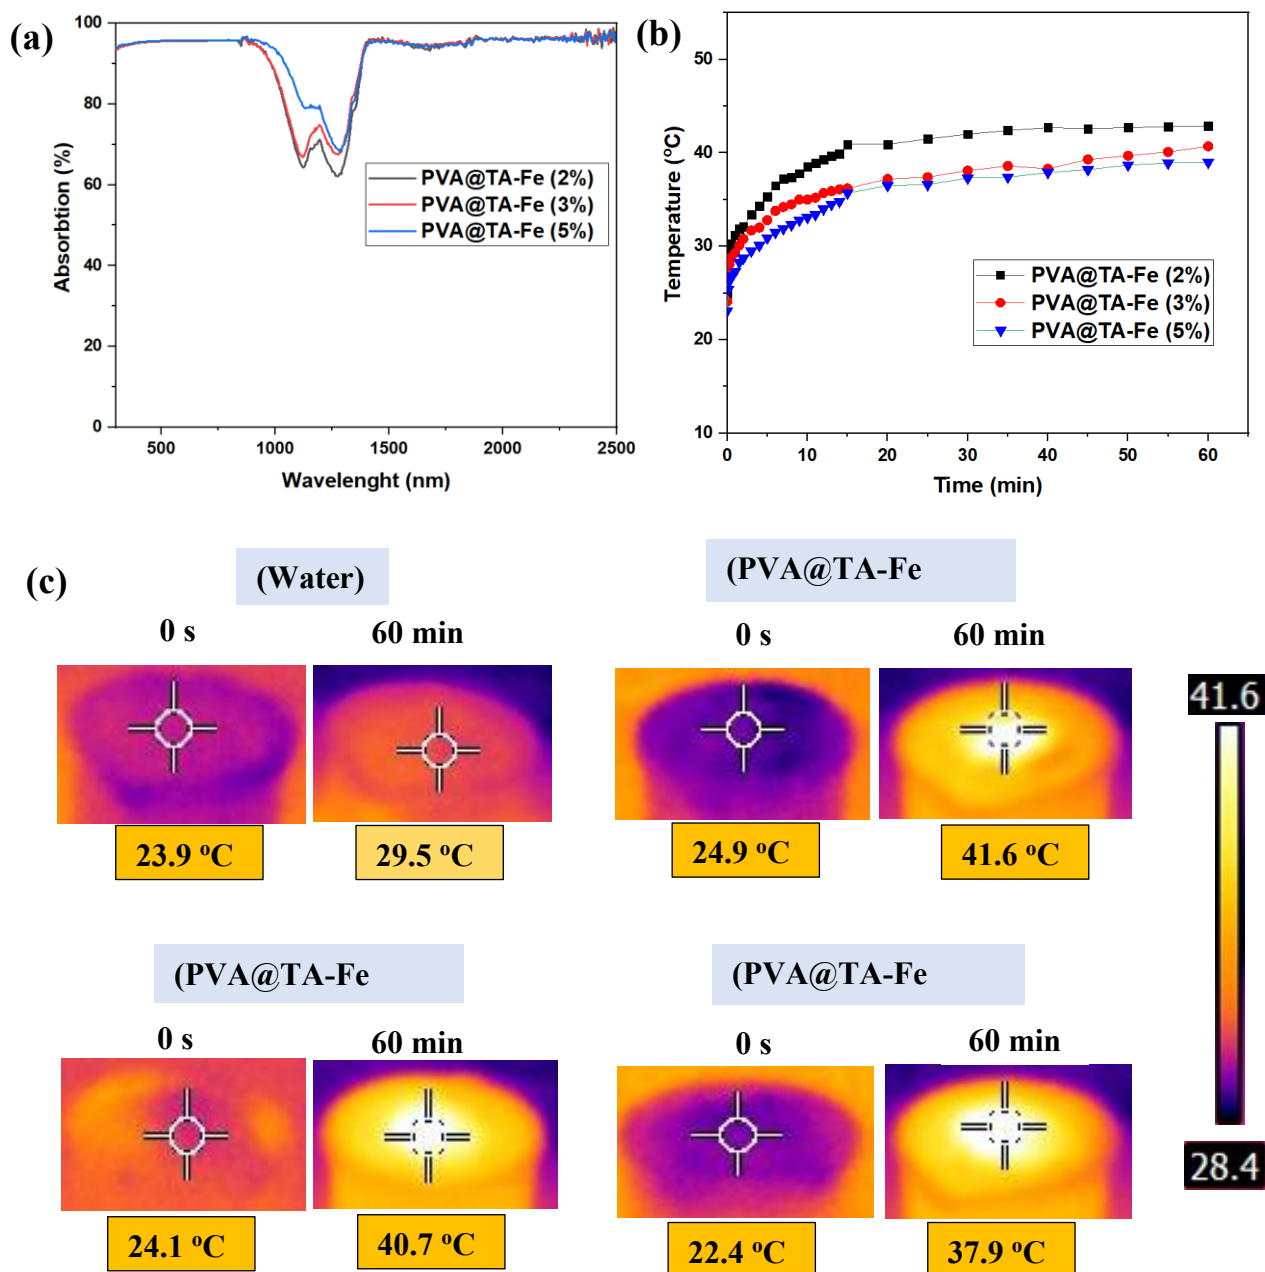 (a)
100
80
60
40
20
0
500
1000
1500
2000
2500
Absorbtion (%)
Wavelenght (nm)
PVA@TA-Fe (2%)
PVA@TA-Fe (3%)
PVA@TA-Fe (5%)
(b)
50
40
30
20
10
0
10
20
30
40
50
60
Temperature (°C)
Time (min)
PVA@TA-Fe (2%)
PVA@TA-Fe (3%)
PVA@TA-Fe (5%)
(c)
(Water)
0 s
60 min
23.9 °C
29.5 °C
(PVA@TA-Fe
0 s
60 min
24.9 °C
41.6 °C
(PVA@TA-Fe
0 s
60 min
24.1 °C
40.7 °C
(PVA@TA-Fe
0 s
60 min
22.4 °C
37.9 °C
41.6
28.4